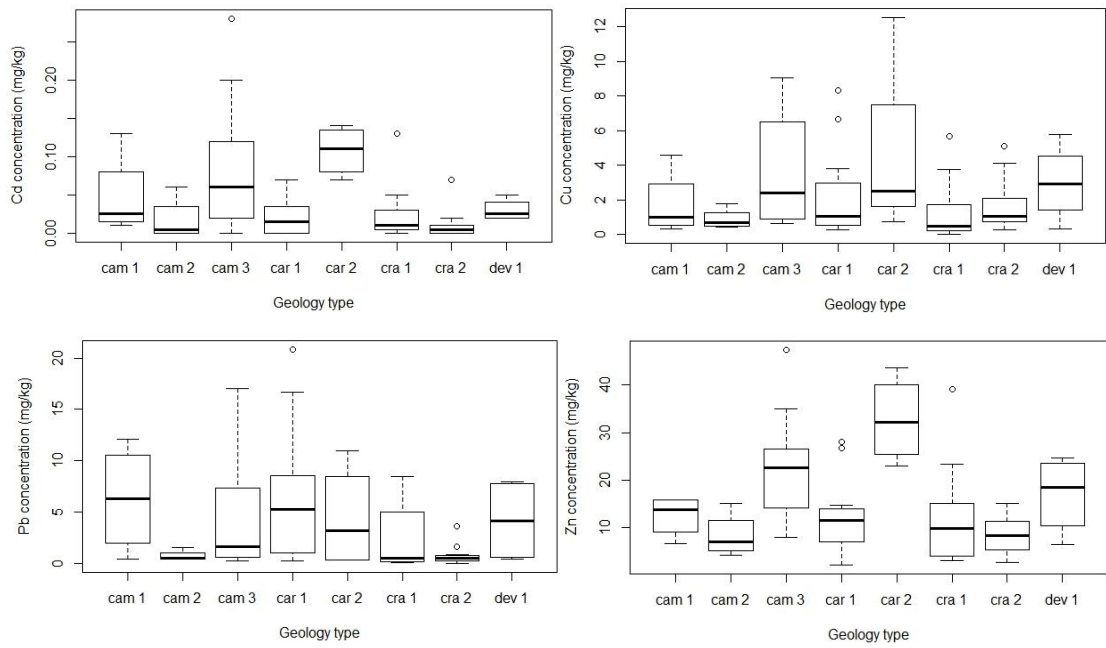 Cd concentration (mg/kg)
0.20
0.10
0.00
cam 1 cam 2 cam 3 car 1 car 2 cra 1 cra 2 dev 1
Geology type
Cu concentration (mg/kg)
12
10
8
6
4
2
0
cam 1 cam 2 cam 3 car 1 car 2 cra 1 cra 2 dev 1
Geology type
Pb concentration (mg/kg)
20
15
10
5
0
cam 1 cam 2 cam 3 car 1 car 2 cra 1 cra 2 dev 1
Geology type
Zn concentration (mg/kg)
40
30
20
10
cam 1 cam 2 cam 3 car 1 car 2 cra 1 cra 2 dev 1
Geology type